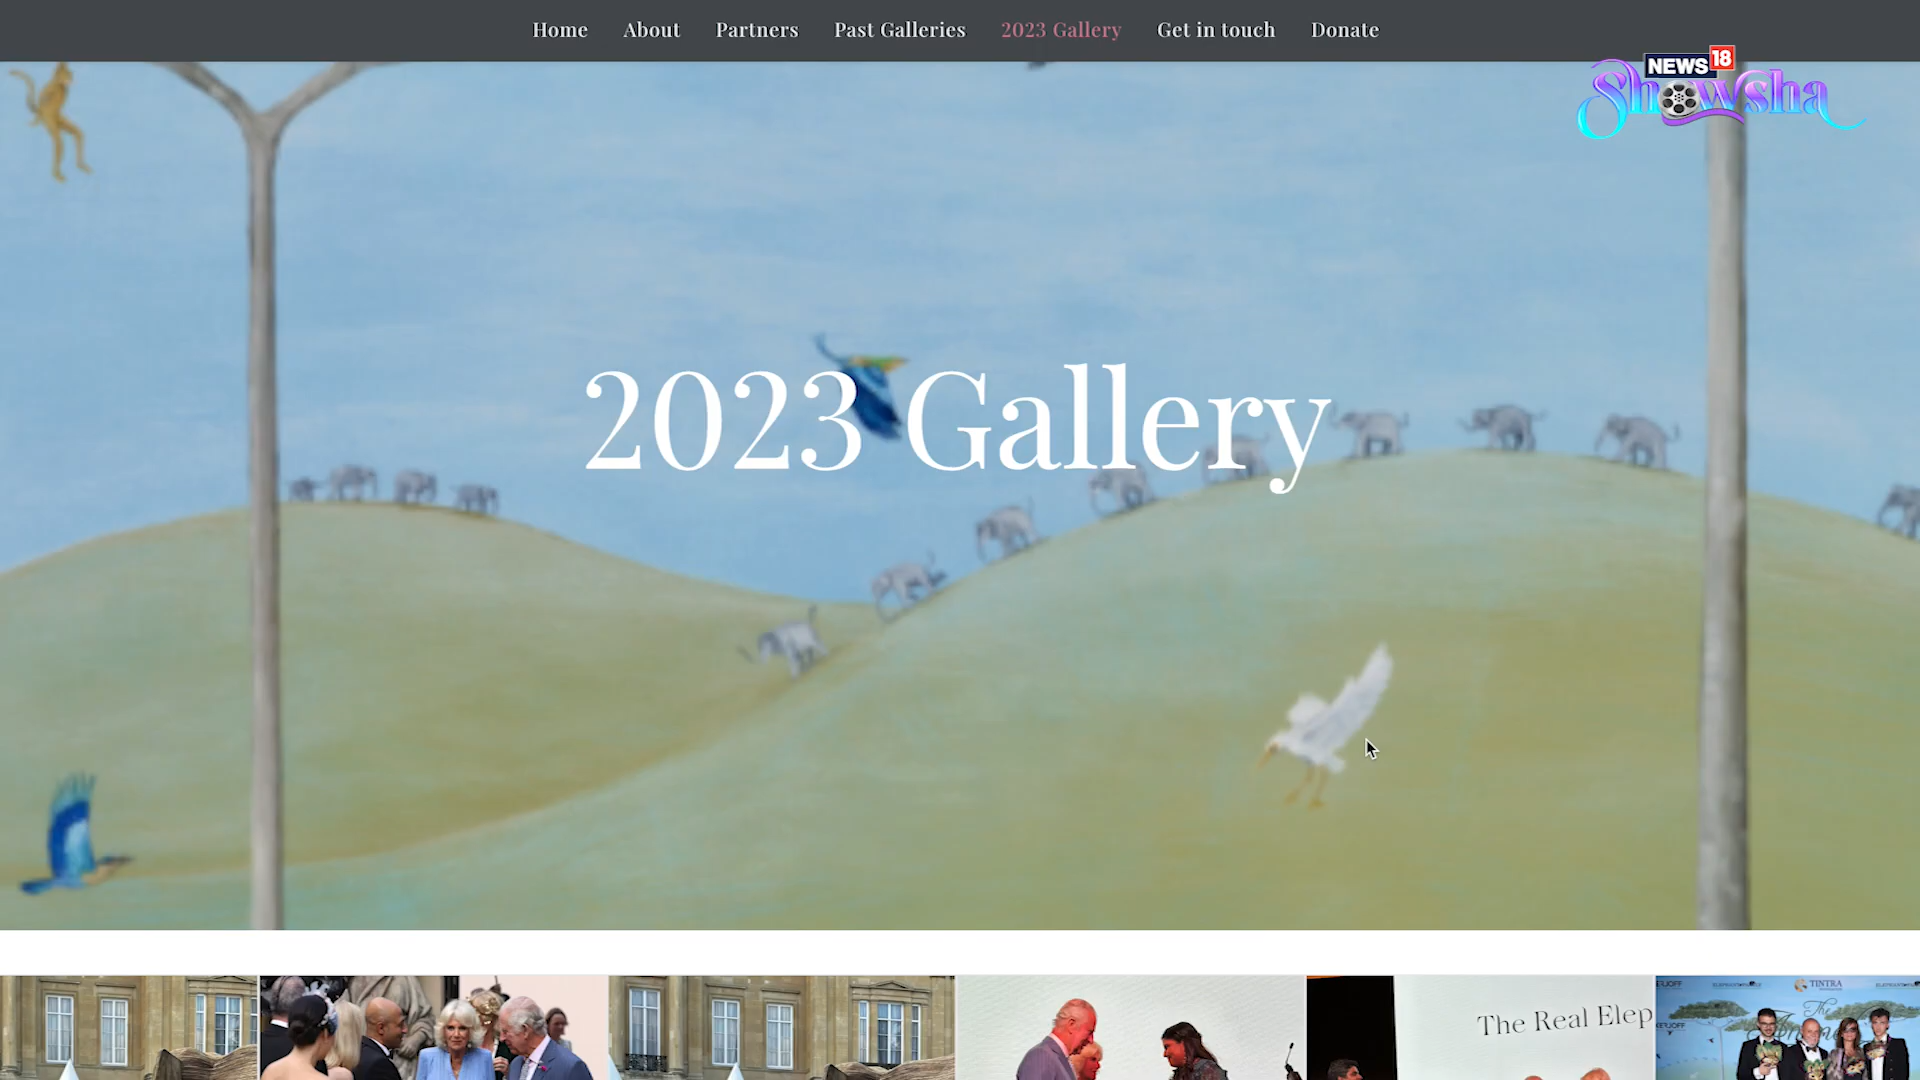 Home About Partners Past Galleries 2023 Gallery Get in touch Donate
NEWS 18
Showsha
2023 Gallery
The Real Elep
TINTRA